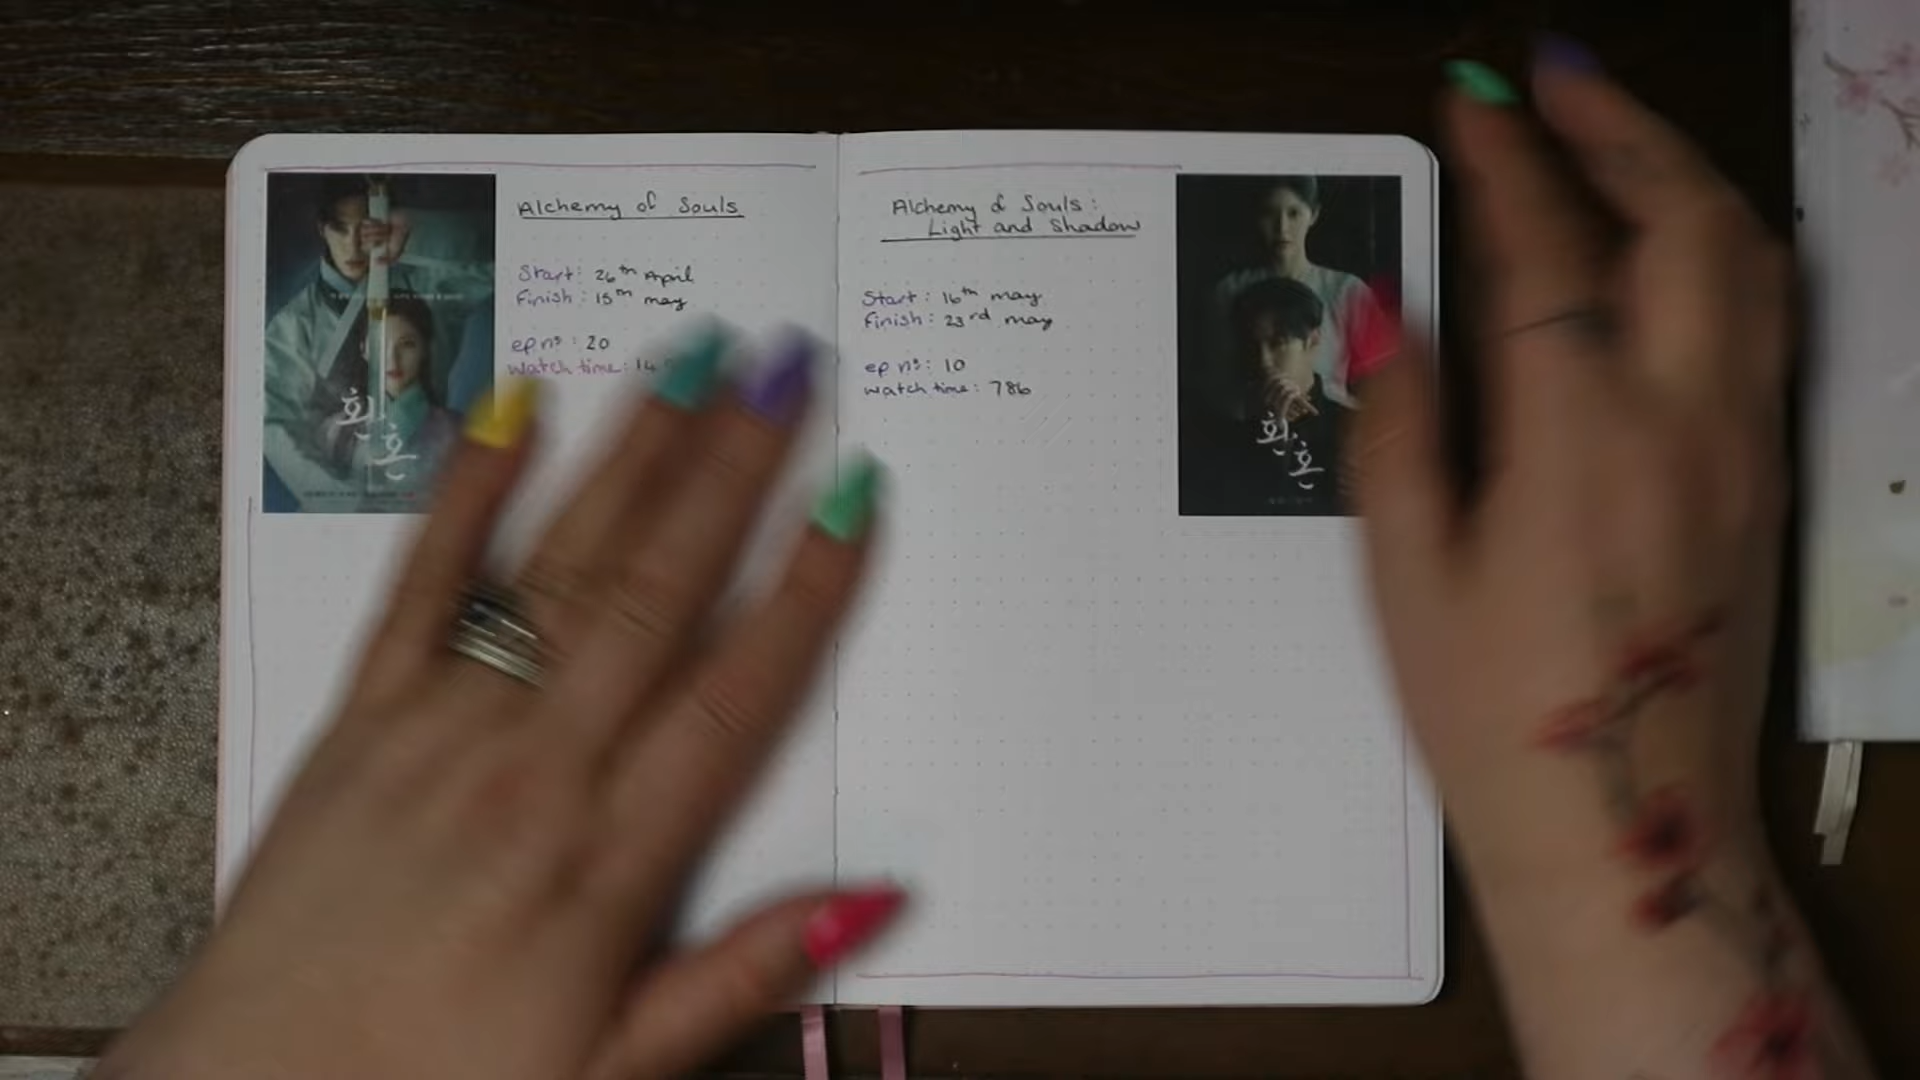 Alchemy of Souls
Start: 26th April
Finish: 15th may
ep nº: 20
watch time: 14
환혼
Alchemy of Souls:
Light and Shadow
Start: 16th may
Finish: 23rd may
ep nº: 10
watch time: 786
환혼